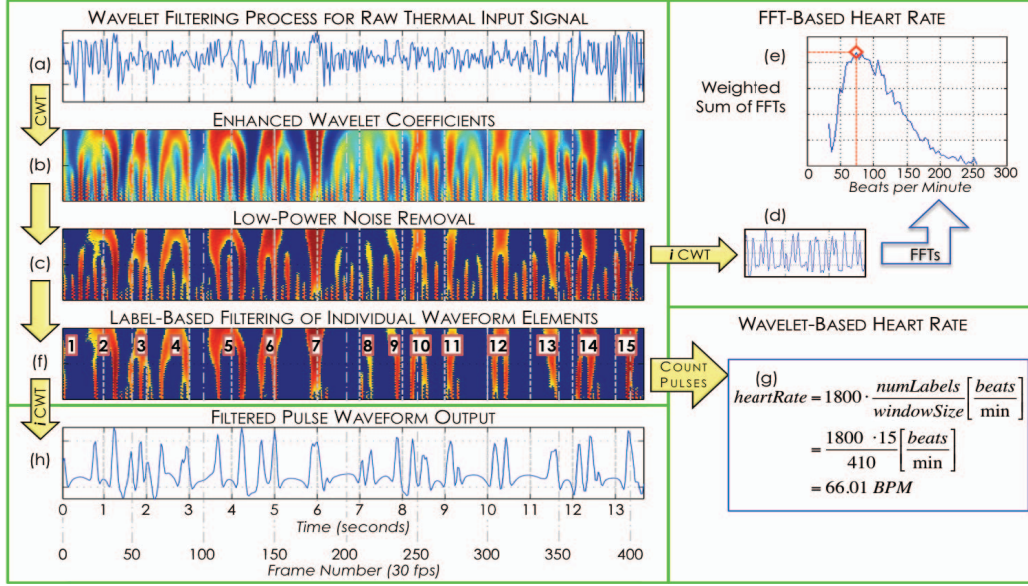 WAVELET FILTERING PROCESS FOR RAW THERMAL INPUT SIGNAL
(a)
CWT
ENHANCED WAVELET COEFFICIENTS
(b)
LOW-POWER NOISE REMOVAL
(c)
LABEL-BASED FILTERING OF INDIVIDUAL WAVEFORM ELEMENTS
(f)
1 2 3 4 5 6 7 8 9 10 11 12 13 14 15
i CWT
FILTERED PULSE WAVEFORM OUTPUT
(h)
0 1 2 3 4 5 6 7 8 9 10 11 12 13
Time (seconds)
0 50 100 150 200 250 300 350 400
Frame Number (30 fps)
FFT-BASED HEART RATE
(e)
Weighted
Sum of FFTs
0 50 100 150 200 250 300
Beats per Minute
i CWT
(d)
FFTs
WAVELET-BASED HEART RATE
COUNT
PULSES
(g)
heartRate = 1800 · numLabels / windowSize [beats / min]
= 1800 · 15 / 410 [beats / min]
= 66.01 BPM